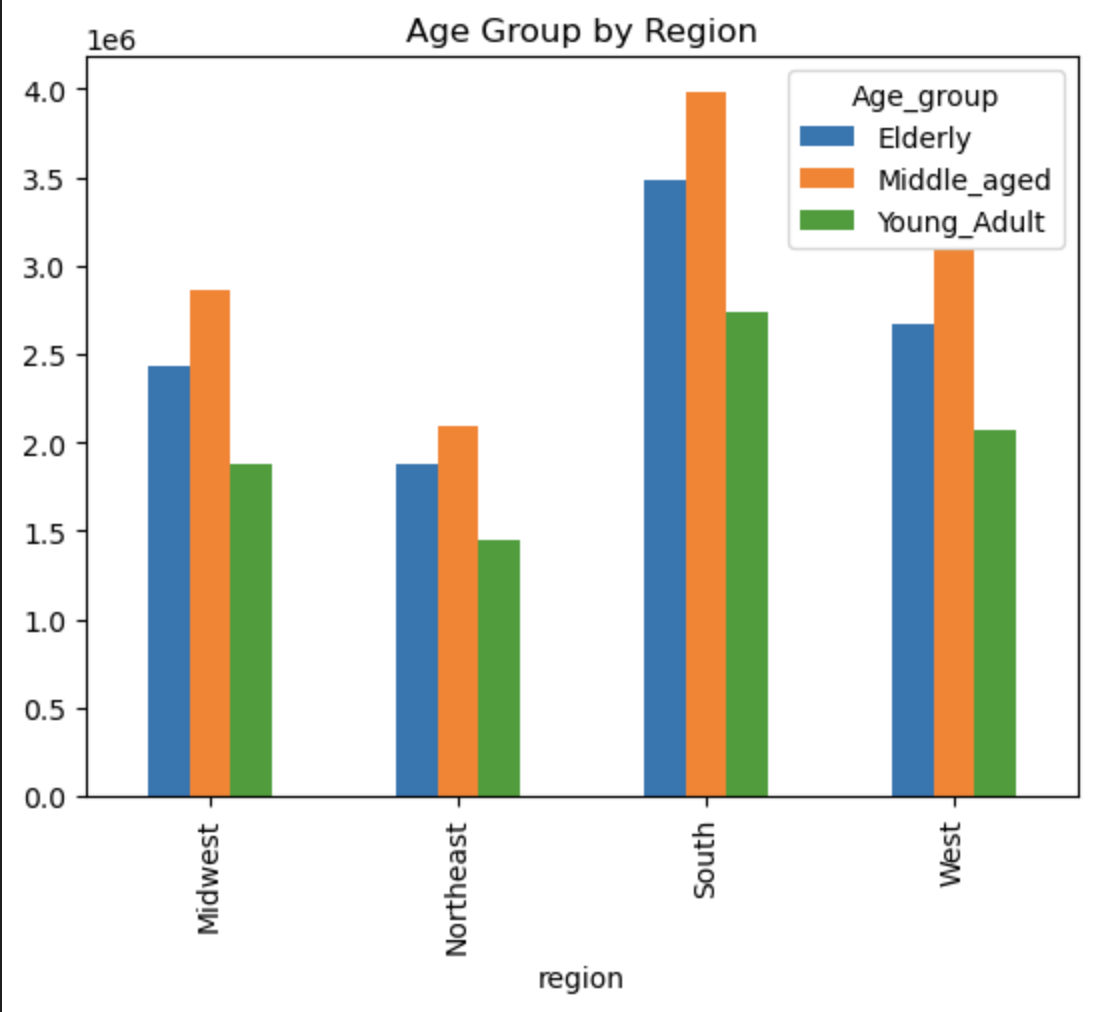 Age Group by Region
1e6
4.0
3.5
3.0
2.5
2.0
1.5
1.0
0.5
0.0
Age_group
Elderly
Middle_aged
Young_Adult
Midwest
Northeast
South
West
region